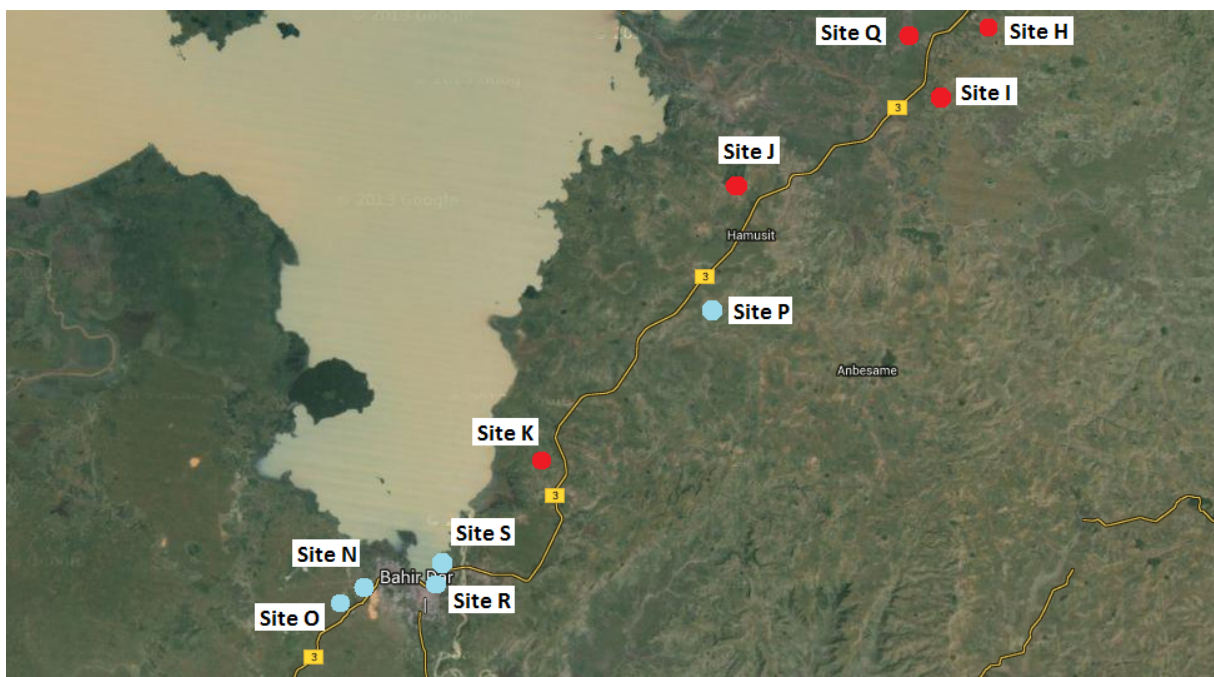 © 2013 Google
Site Q
Site H
Site I
3
Site J
© 2013 Google
Hamusit
3
Site P
Anbesame
Site K
3
Site S
Site N
Bahir Dar
Site R
Site O
3